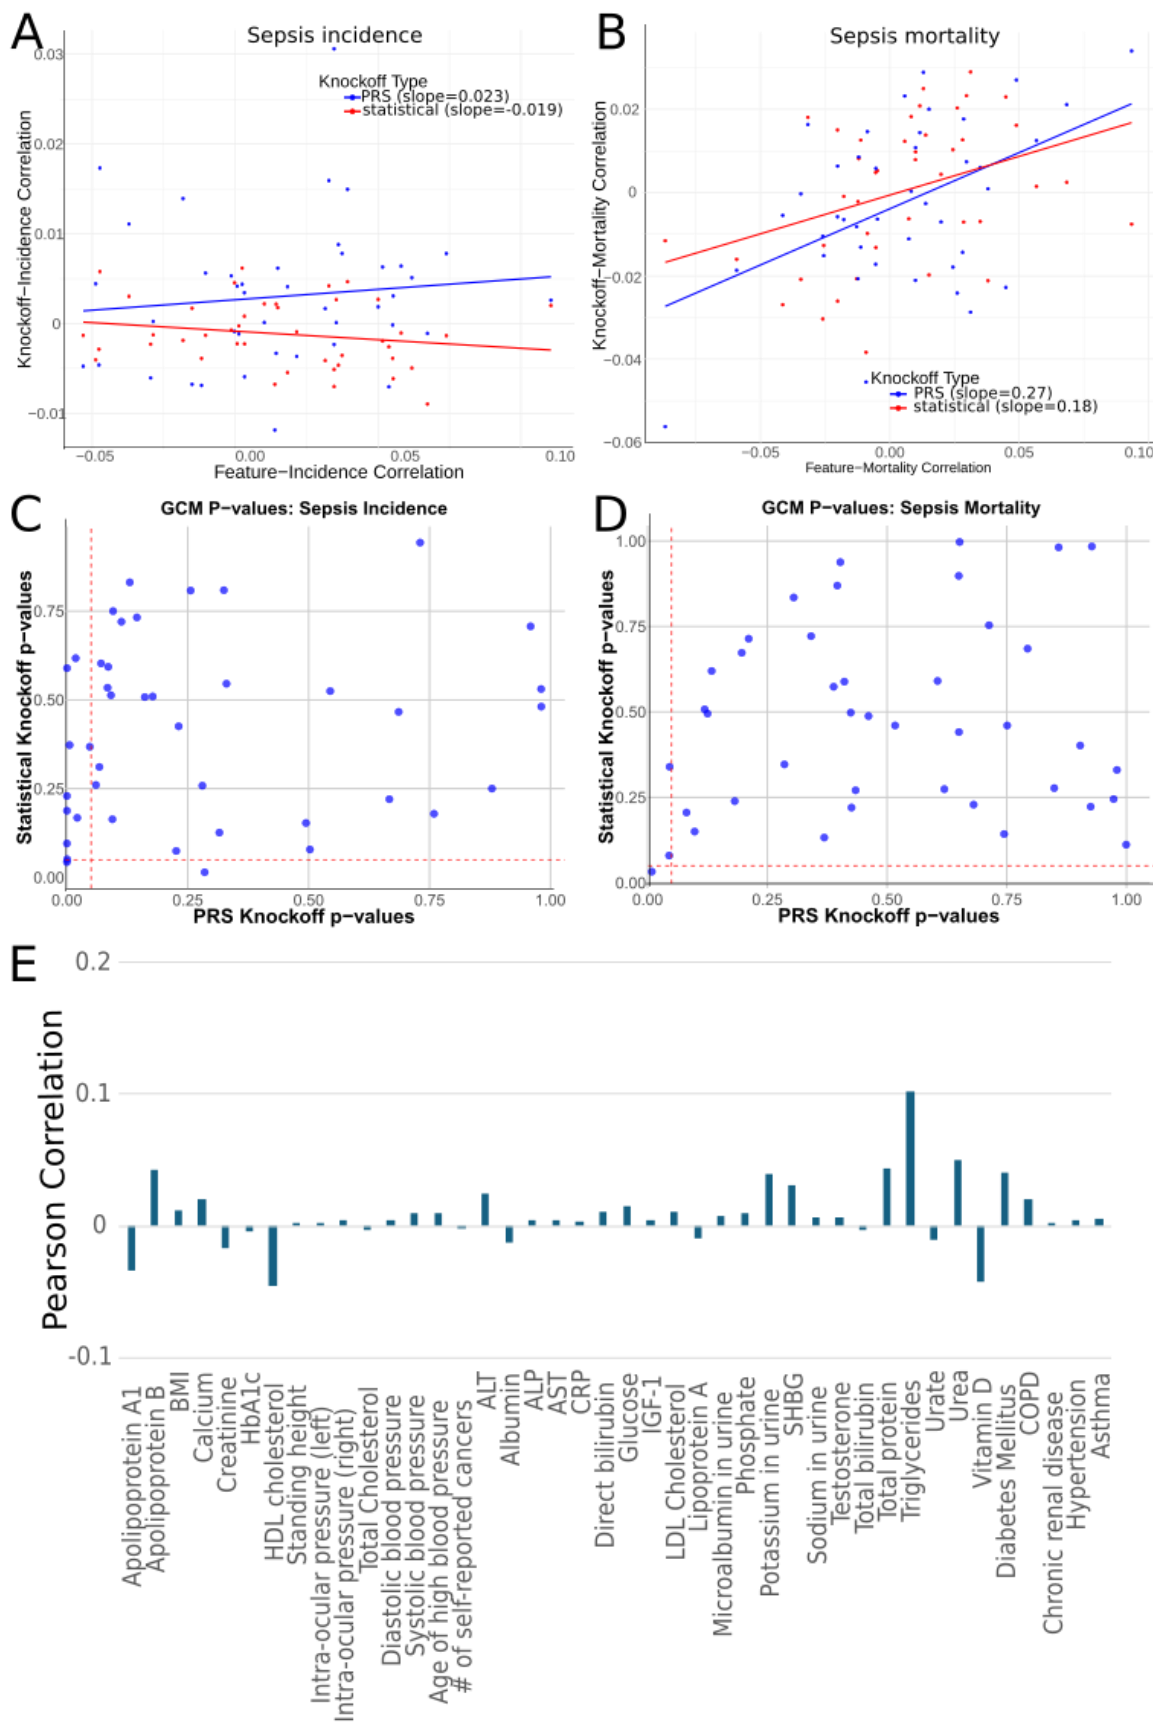 A
Sepsis incidence
Knockoff Type
PRS (slope=0.023)
statistical (slope=-0.019)
Knockoff−Incidence Correlation
0.03
0.02
0.01
0
−0.01
−0.05
0.00
0.05
0.10
Feature−Incidence Correlation
B
Sepsis mortality
Knockoff−Mortality Correlation
0.02
0
−0.02
−0.04
−0.06
Knockoff Type
PRS (slope=0.27)
statistical (slope=0.18)
−0.05
0.00
0.05
0.10
Feature−Mortality Correlation
C
GCM P−values: Sepsis Incidence
Statistical Knockoff p−values
0.75
0.50
0.25
0.00
0.00
0.25
0.50
0.75
1.00
PRS Knockoff p−values
D
GCM P−values: Sepsis Mortality
Statistical Knockoff p−values
1.00
0.75
0.50
0.25
0.00
0.00
0.25
0.50
0.75
1.00
PRS Knockoff p−values
E
Pearson Correlation
0.2
0.1
0
-0.1
Apolipoprotein A1
Apolipoprotein B
BMI
Calcium
Creatinine
HbA1c
HDL cholesterol
Standing height
Intra-ocular pressure (left)
Intra-ocular pressure (right)
Total Cholesterol
Diastolic blood pressure
Systolic blood pressure
Age of high blood pressure
# of self-reported cancers
ALT
Albumin
ALP
AST
CRP
Direct bilirubin
Glucose
IGF-1
LDL Cholesterol
Lipoprotein A
Microalbumin in urine
Phosphate
Potassium in urine
SHBG
Sodium in urine
Testosterone
Total bilirubin
Total protein
Triglycerides
Urate
Urea
Vitamin D
Diabetes Mellitus
COPD
Chronic renal disease
Hypertension
Asthma